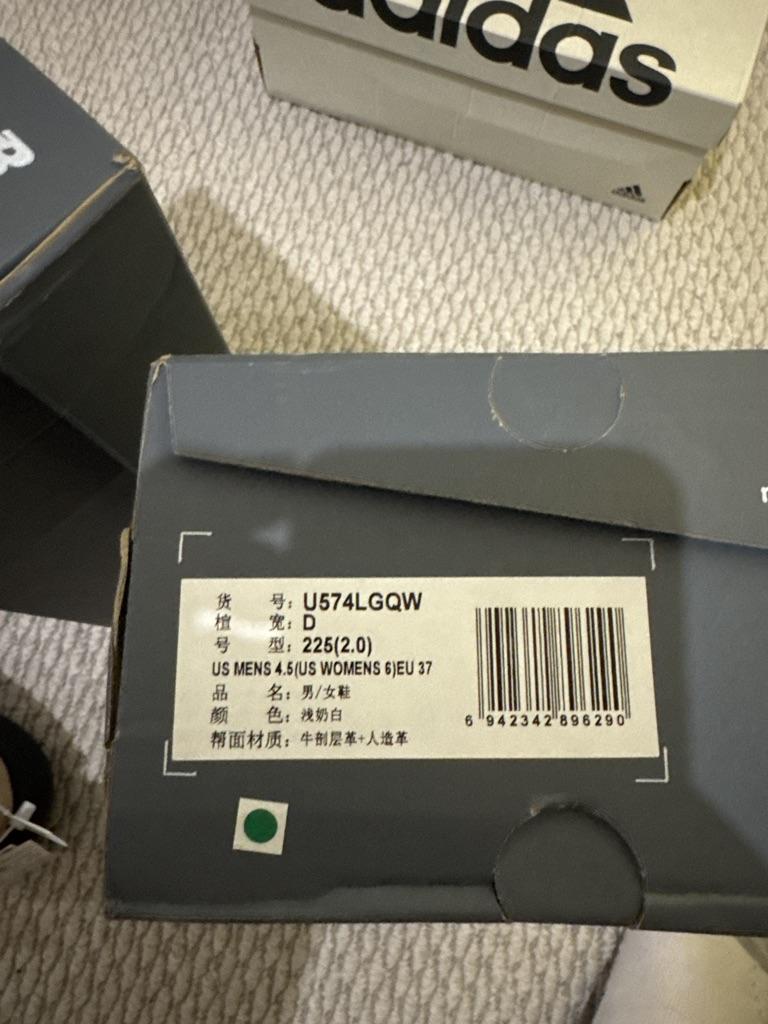 adidas
货 号：U574LGQW
楦 宽：D
号 型：225(2.0)
US MENS 4.5(US WOMENS 6)EU 37
品 名：男/女鞋
颜 色：浅奶白
帮面材质：牛剖层革+人造革
6 942342 896290